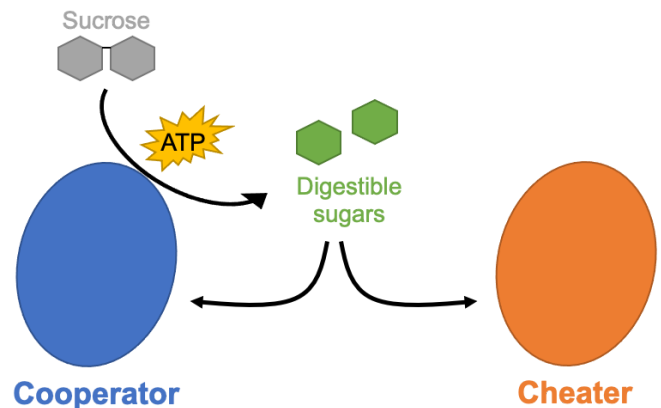 Sucrose
ATP
Digestible
sugars
Cooperator
Cheater